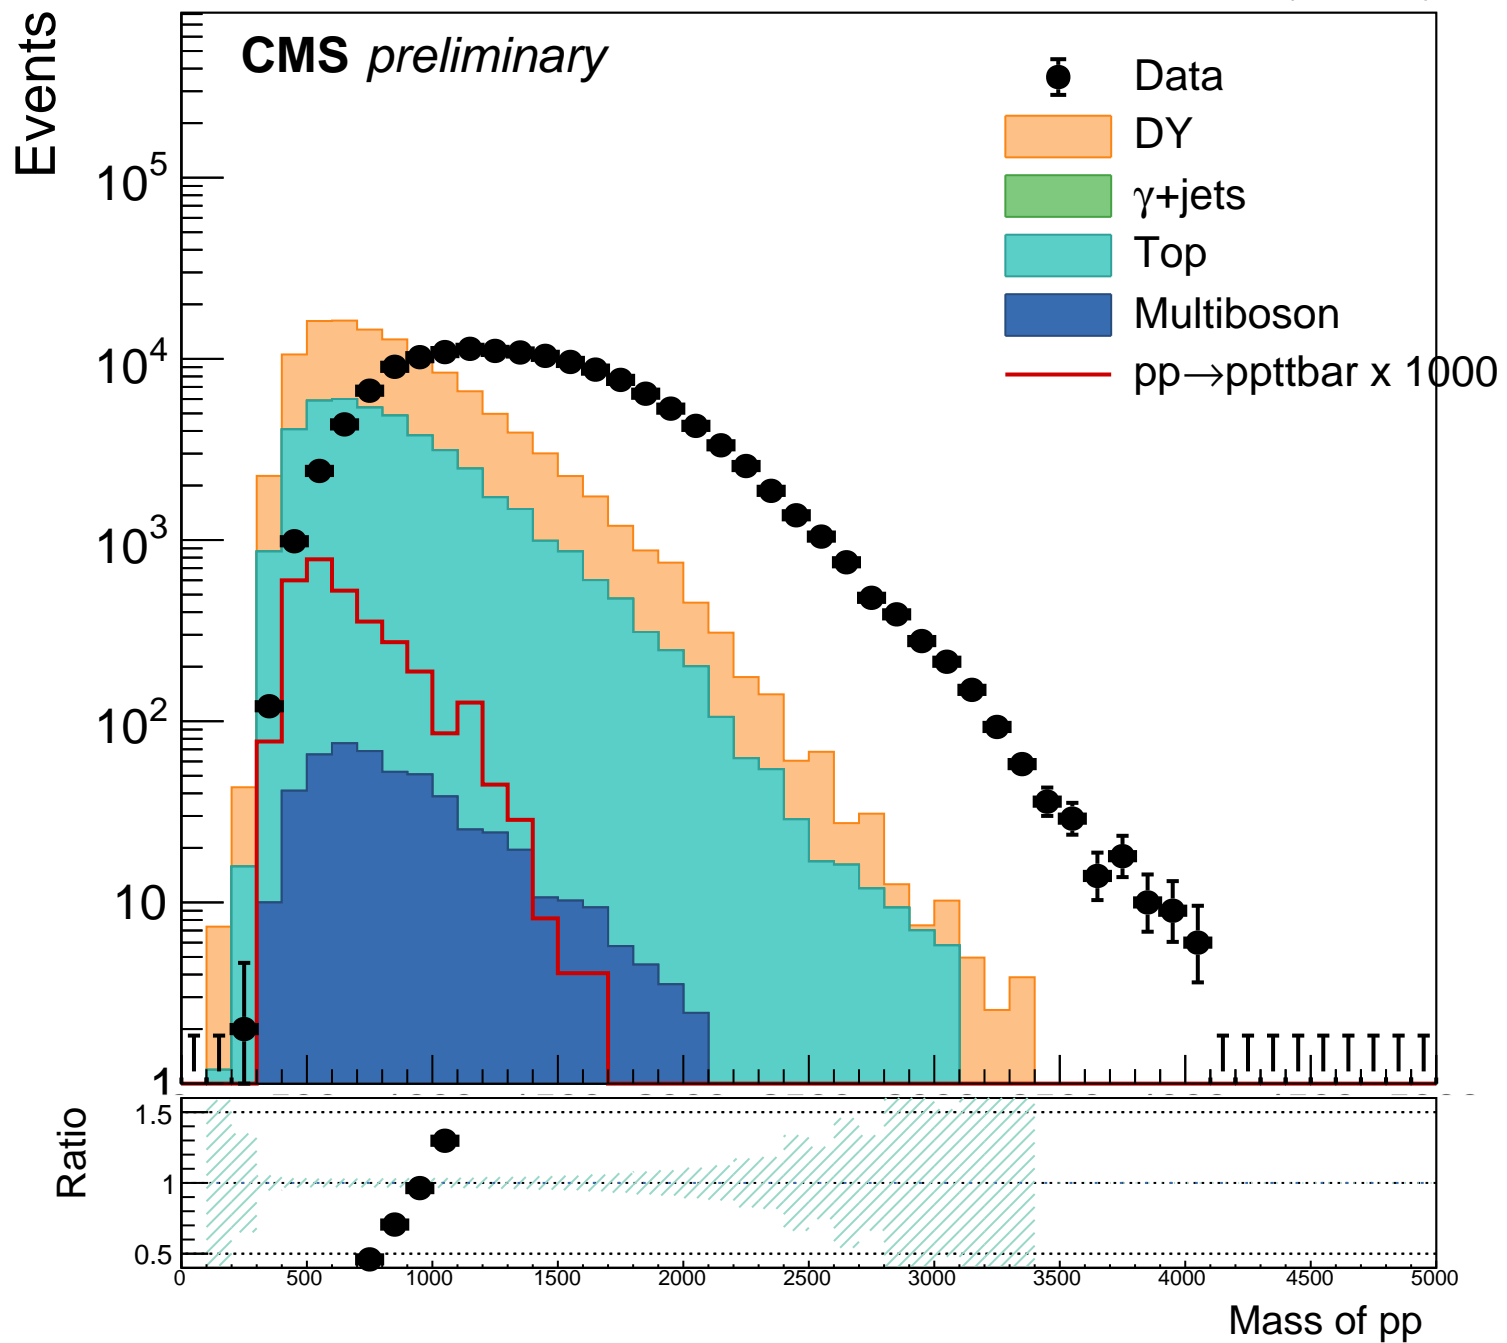 Events
CMS preliminary
Data
DY
γ+jets
Top
Multiboson
pp→ppttbar x 1000
10^5
10^4
10^3
10^2
10
1
Ratio
1.5
1
0.5
0 500 1000 1500 2000 2500 3000 3500 4000 4500 5000
Mass of pp